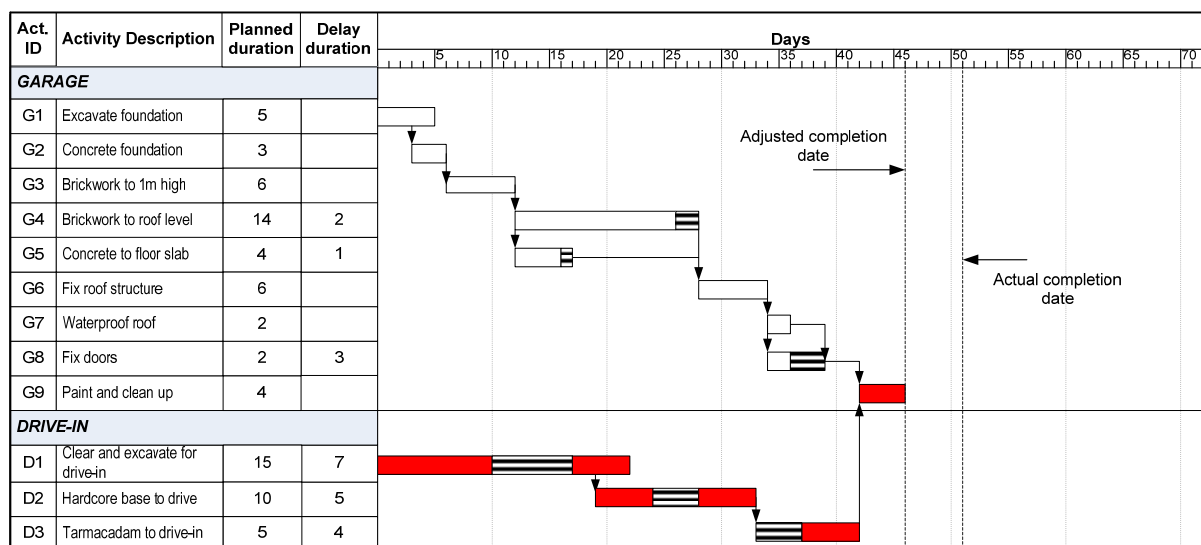 Act. ID Activity Description Planned duration Delay duration Days
5 10 15 20 25 30 35 40 45 50 55 60 65 70
GARAGE
G1 Excavate foundation 5
G2 Concrete foundation 3
G3 Brickwork to 1m high 6
G4 Brickwork to roof level 14 2
G5 Concrete to floor slab 4 1
G6 Fix roof structure 6
G7 Waterproof roof 2
G8 Fix doors 2 3
G9 Paint and clean up 4
Adjusted completion
date
Actual completion
date
DRIVE-IN
D1 Clear and excavate for drive-in 15 7
D2 Hardcore base to drive 10 5
D3 Tarmacadam to drive-in 5 4